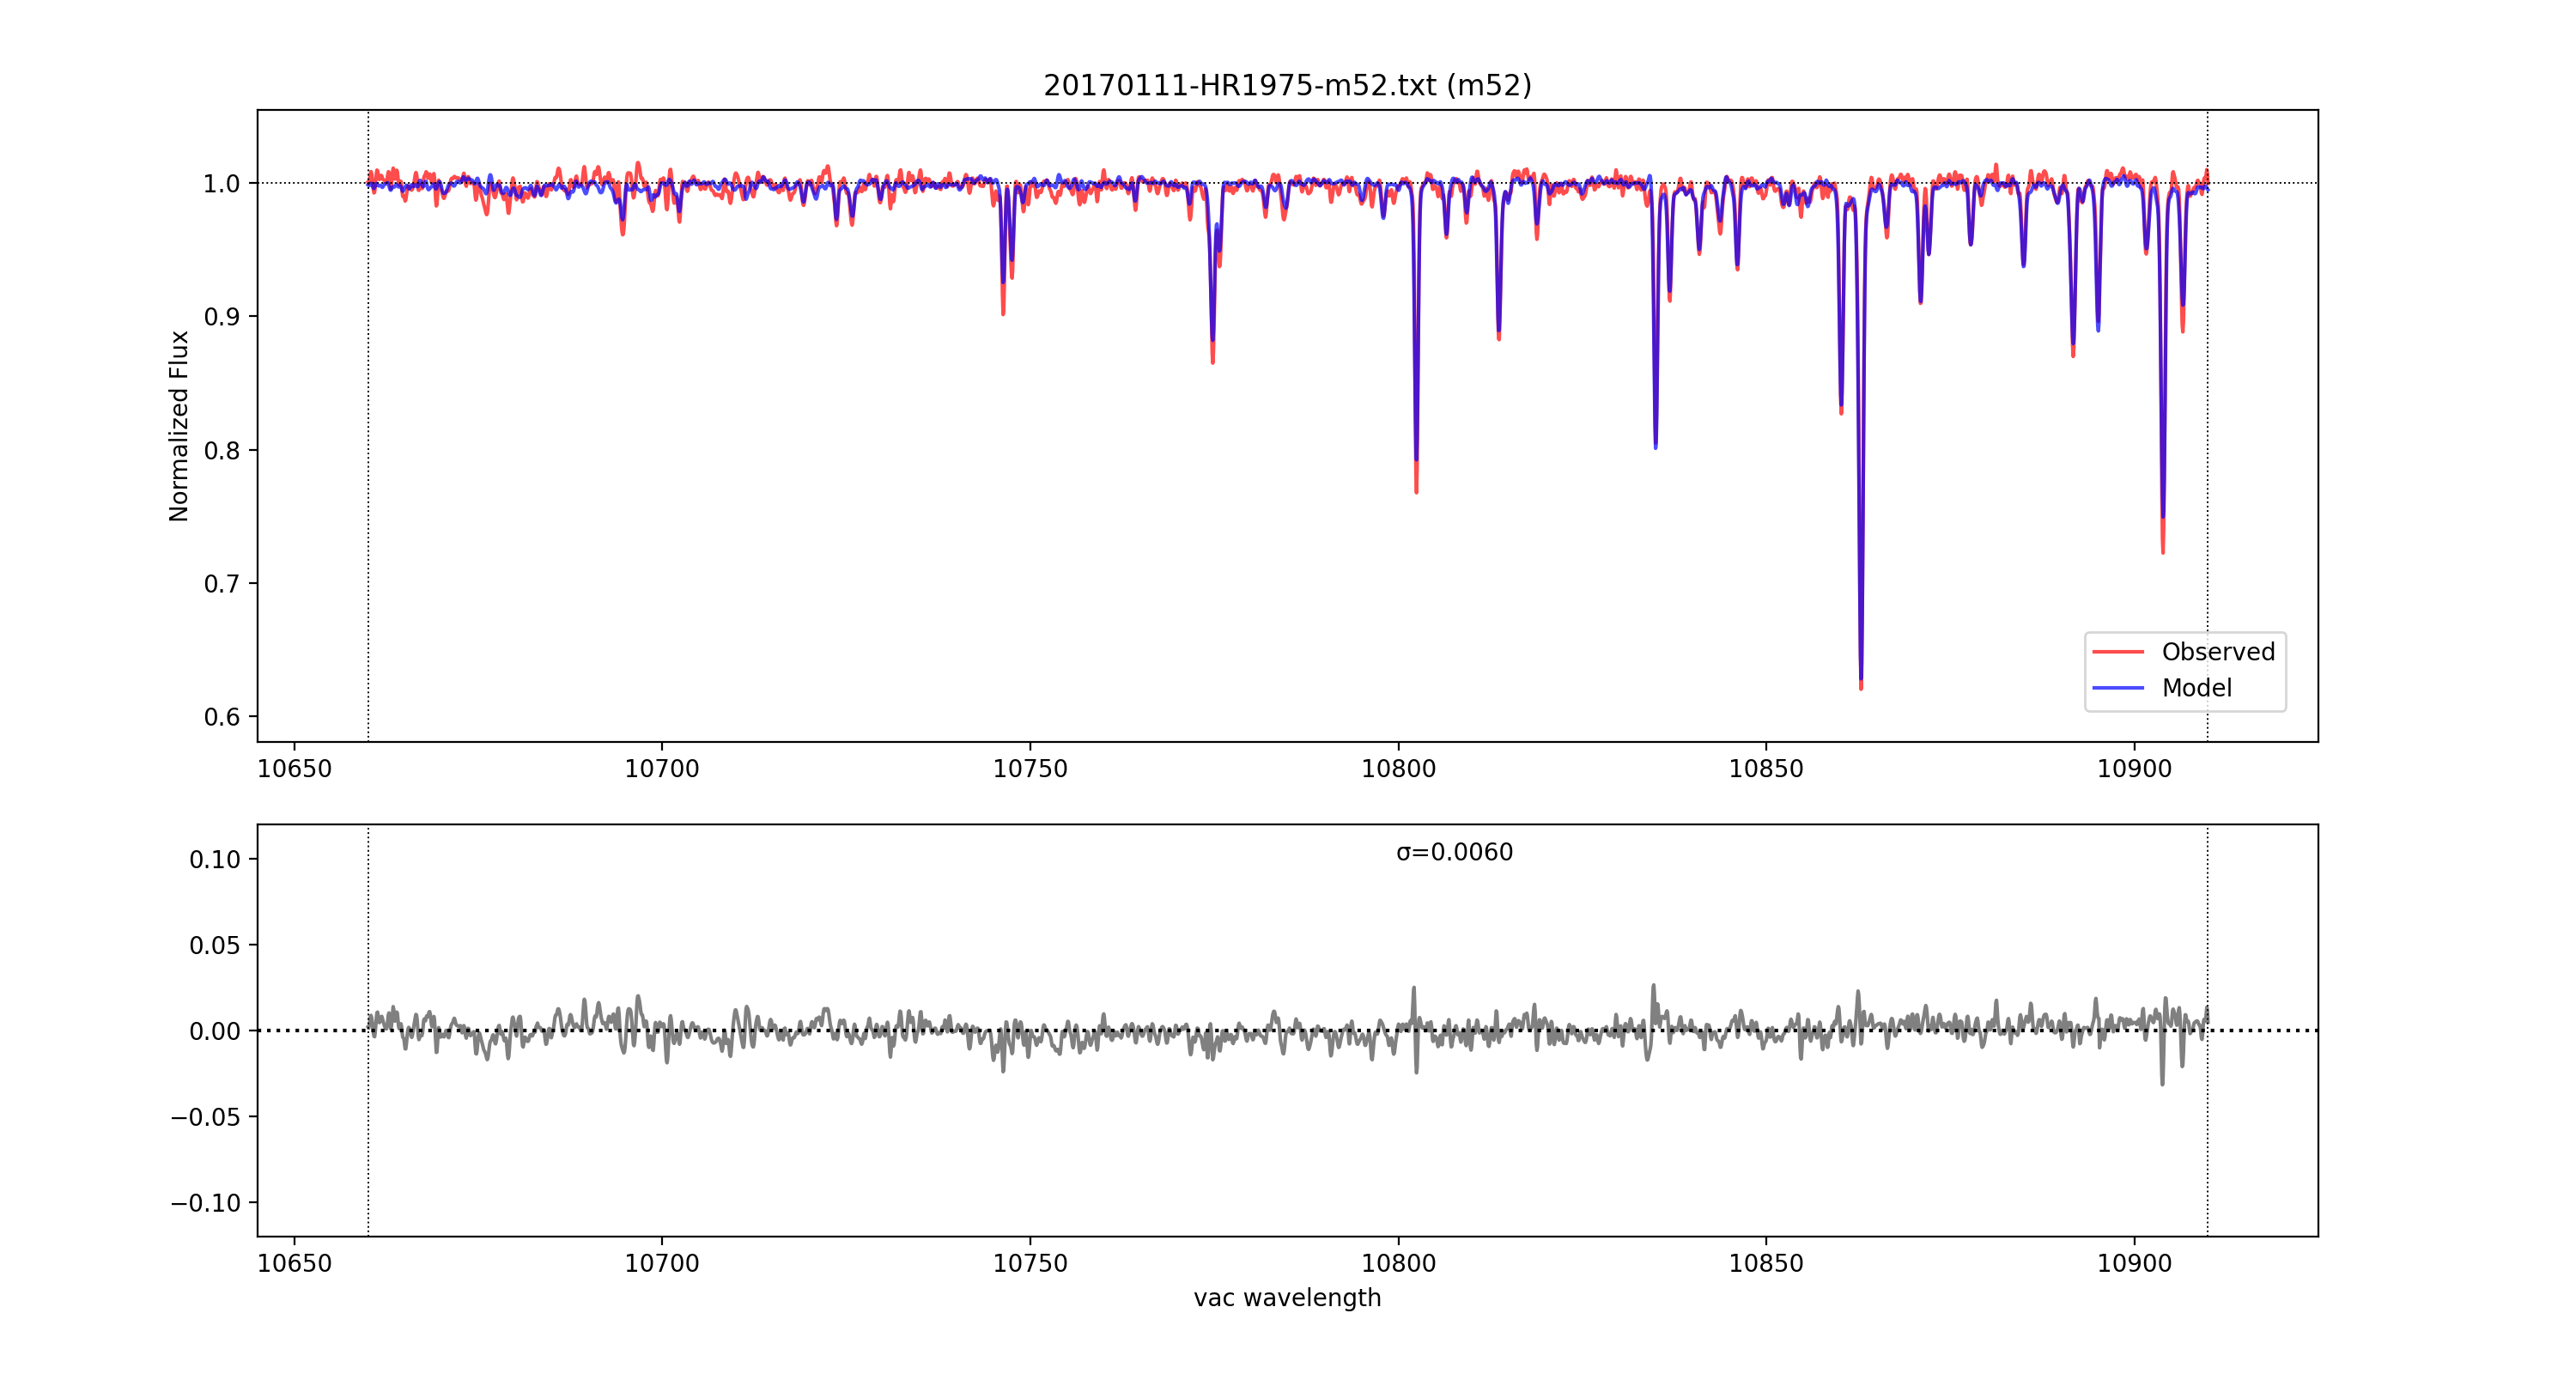 20170111-HR1975-m52.txt (m52)
Normalized Flux
1.0
0.9
0.8
0.7
0.6
Observed
Model
10650 10700 10750 10800 10850 10900
σ=0.0060
0.10
0.05
0.00
−0.05
−0.10
10650 10700 10750 10800 10850 10900
vac wavelength